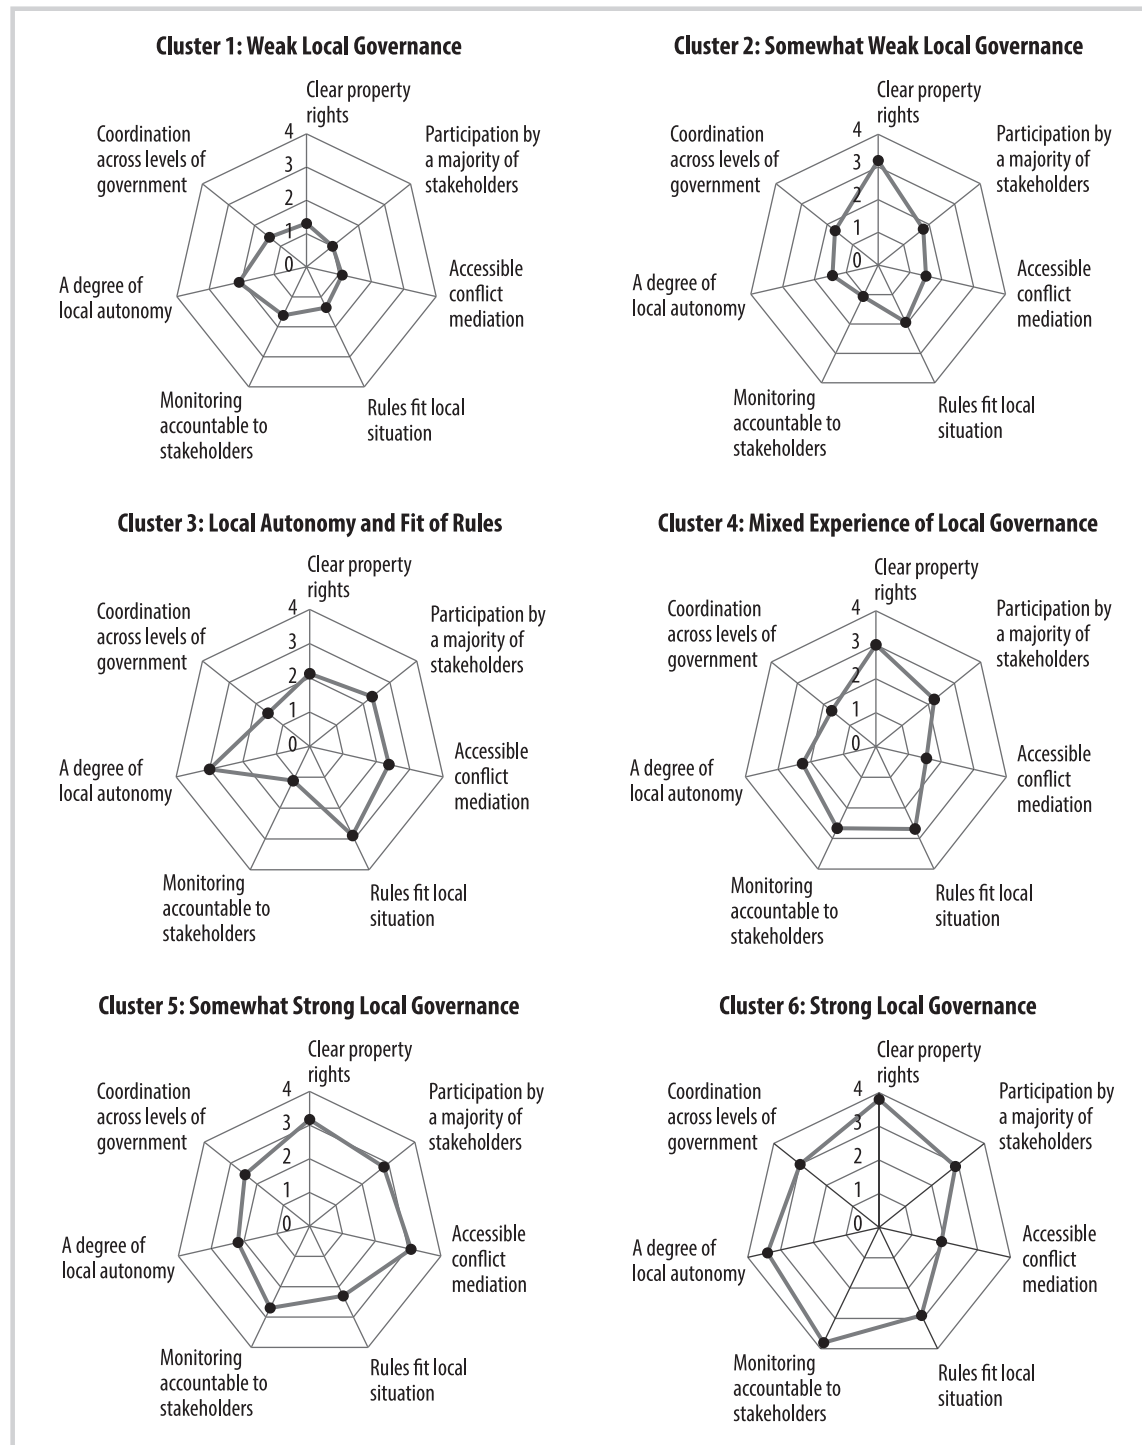 Cluster 1: Weak Local Governance
Clear property
rights
Coordination
across levels of
government
Participation by
a majority of
stakeholders
4
3
2
1
0
A degree of
local autonomy
Accessible
conflict
mediation
Monitoring
accountable to
stakeholders
Rules fit local
situation
Cluster 2: Somewhat Weak Local Governance
Clear property
rights
Coordination
across levels of
government
Participation by
a majority of
stakeholders
4
3
2
1
0
A degree of
local autonomy
Accessible
conflict
mediation
Monitoring
accountable to
stakeholders
Rules fit local
situation
Cluster 3: Local Autonomy and Fit of Rules
Clear property
rights
Coordination
across levels of
government
Participation by
a majority of
stakeholders
4
3
2
1
0
A degree of
local autonomy
Accessible
conflict
mediation
Monitoring
accountable to
stakeholders
Rules fit local
situation
Cluster 4: Mixed Experience of Local Governance
Clear property
rights
Coordination
across levels of
government
Participation by
a majority of
stakeholders
4
3
2
1
0
A degree of
local autonomy
Accessible
conflict
mediation
Monitoring
accountable to
stakeholders
Rules fit local
situation
Cluster 5: Somewhat Strong Local Governance
Clear property
rights
Coordination
across levels of
government
Participation by
a majority of
stakeholders
4
3
2
1
0
A degree of
local autonomy
Accessible
conflict
mediation
Monitoring
accountable to
stakeholders
Rules fit local
situation
Cluster 6: Strong Local Governance
Clear property
rights
Coordination
across levels of
government
Participation by
a majority of
stakeholders
4
3
2
1
0
A degree of
local autonomy
Accessible
conflict
mediation
Monitoring
accountable to
stakeholders
Rules fit local
situation